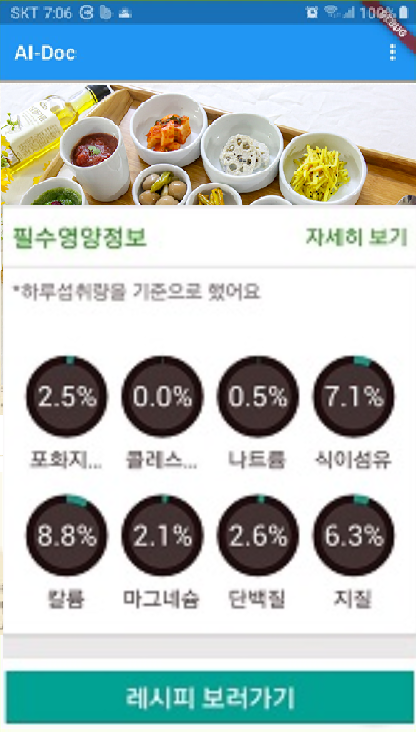 SKT 7:06
100%
AI-Doc
필수영양정보 자세히 보기
*하루섭취량을 기준으로 했어요
2.5% 0.0% 0.5% 7.1%
포화지... 콜레스... 나트륨 식이섬유
8.8% 2.1% 2.6% 6.3%
칼륨 마그네슘 단백질 지질
레시피 보러가기